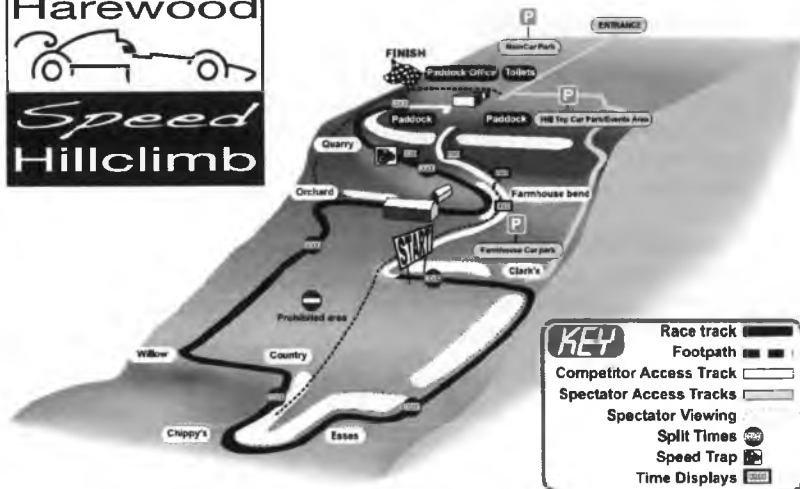 Harewood
Speed
Hillclimb
P
Main Car Park
ENTRANCE
FINISH
Paddock Office
Toilets
P
Hill Top Car Park/Events Area
Paddock
Paddock
Quarry
Orchard
Farmhouse bend
P
Farmhouse Car park
START
Clark's
Prohibited area
Willow
Country
Chippy's
Esses
KEY
Race track
Footpath
Competitor Access Track
Spectator Access Tracks
Spectator Viewing
Split Times
Speed Trap
Time Displays